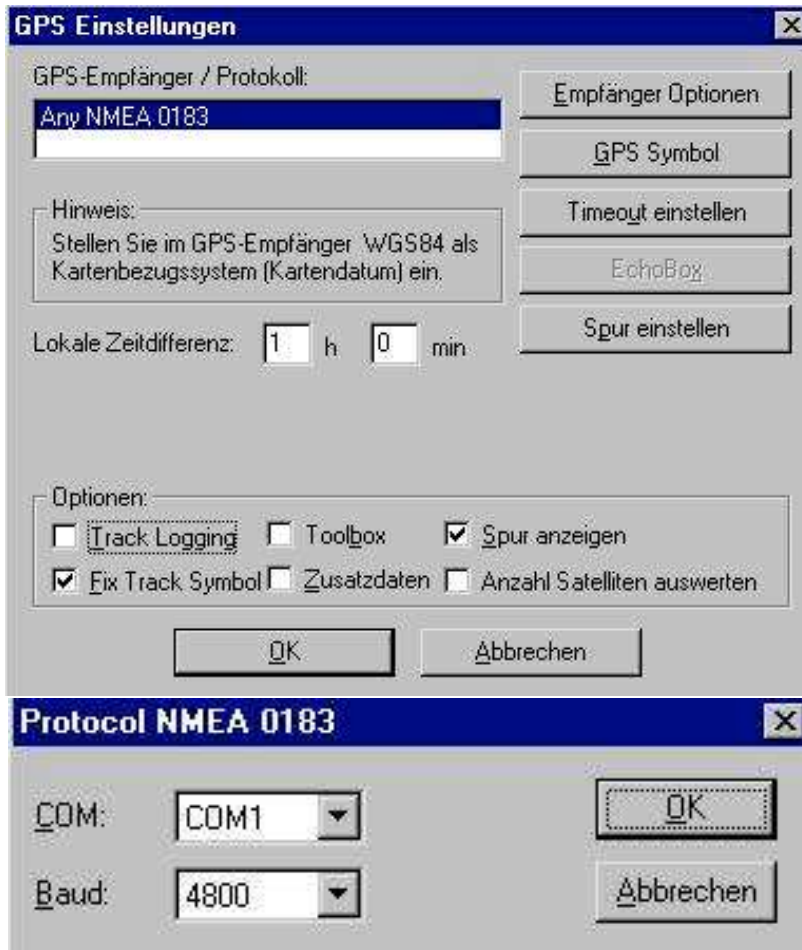 GPS Einstellungen
GPS-Empfänger / Protokoll:
Any NMEA 0183
Empfänger Optionen
GPS Symbol
Timeout einstellen
EchoBox
Spur einstellen
Hinweis:
Stellen Sie im GPS-Empfänger WGS84 als
Kartenbezugssystem (Kartendatum) ein.
Lokale Zeitdifferenz: 1 h 0 min
Optionen:
Track Logging Toolbox Spur anzeigen
Fix Track Symbol Zusatzdaten Anzahl Satelliten auswerten
OK Abbrechen
Protocol NMEA 0183
COM: COM1 OK
Baud: 4800 Abbrechen